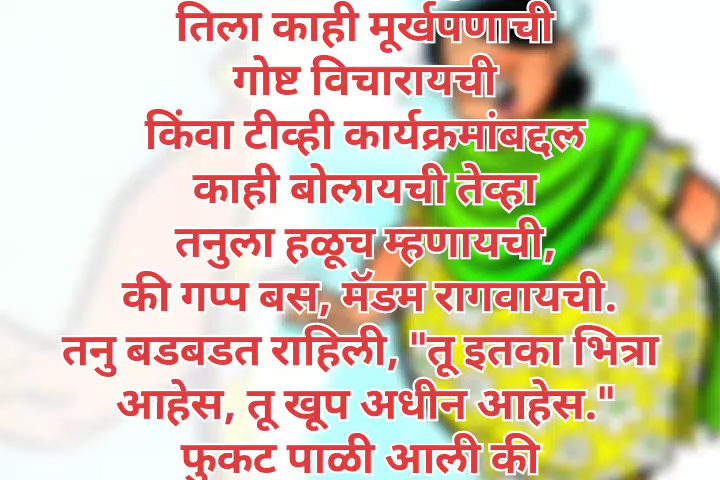 तिला काही मूर्खपणाची
गोष्ट विचारायची
किंवा टीव्ही कार्यक्रमांबद्दल
काही बोलायची तेव्हा
तनुला हळूच म्हणायची,
की गप्प बस, मॅडम रागवायची.
तनु बडबडत राहिली, "तू इतका भित्रा
आहेस, तू खूप अधीन आहेस."
फुकट पाळी आली की